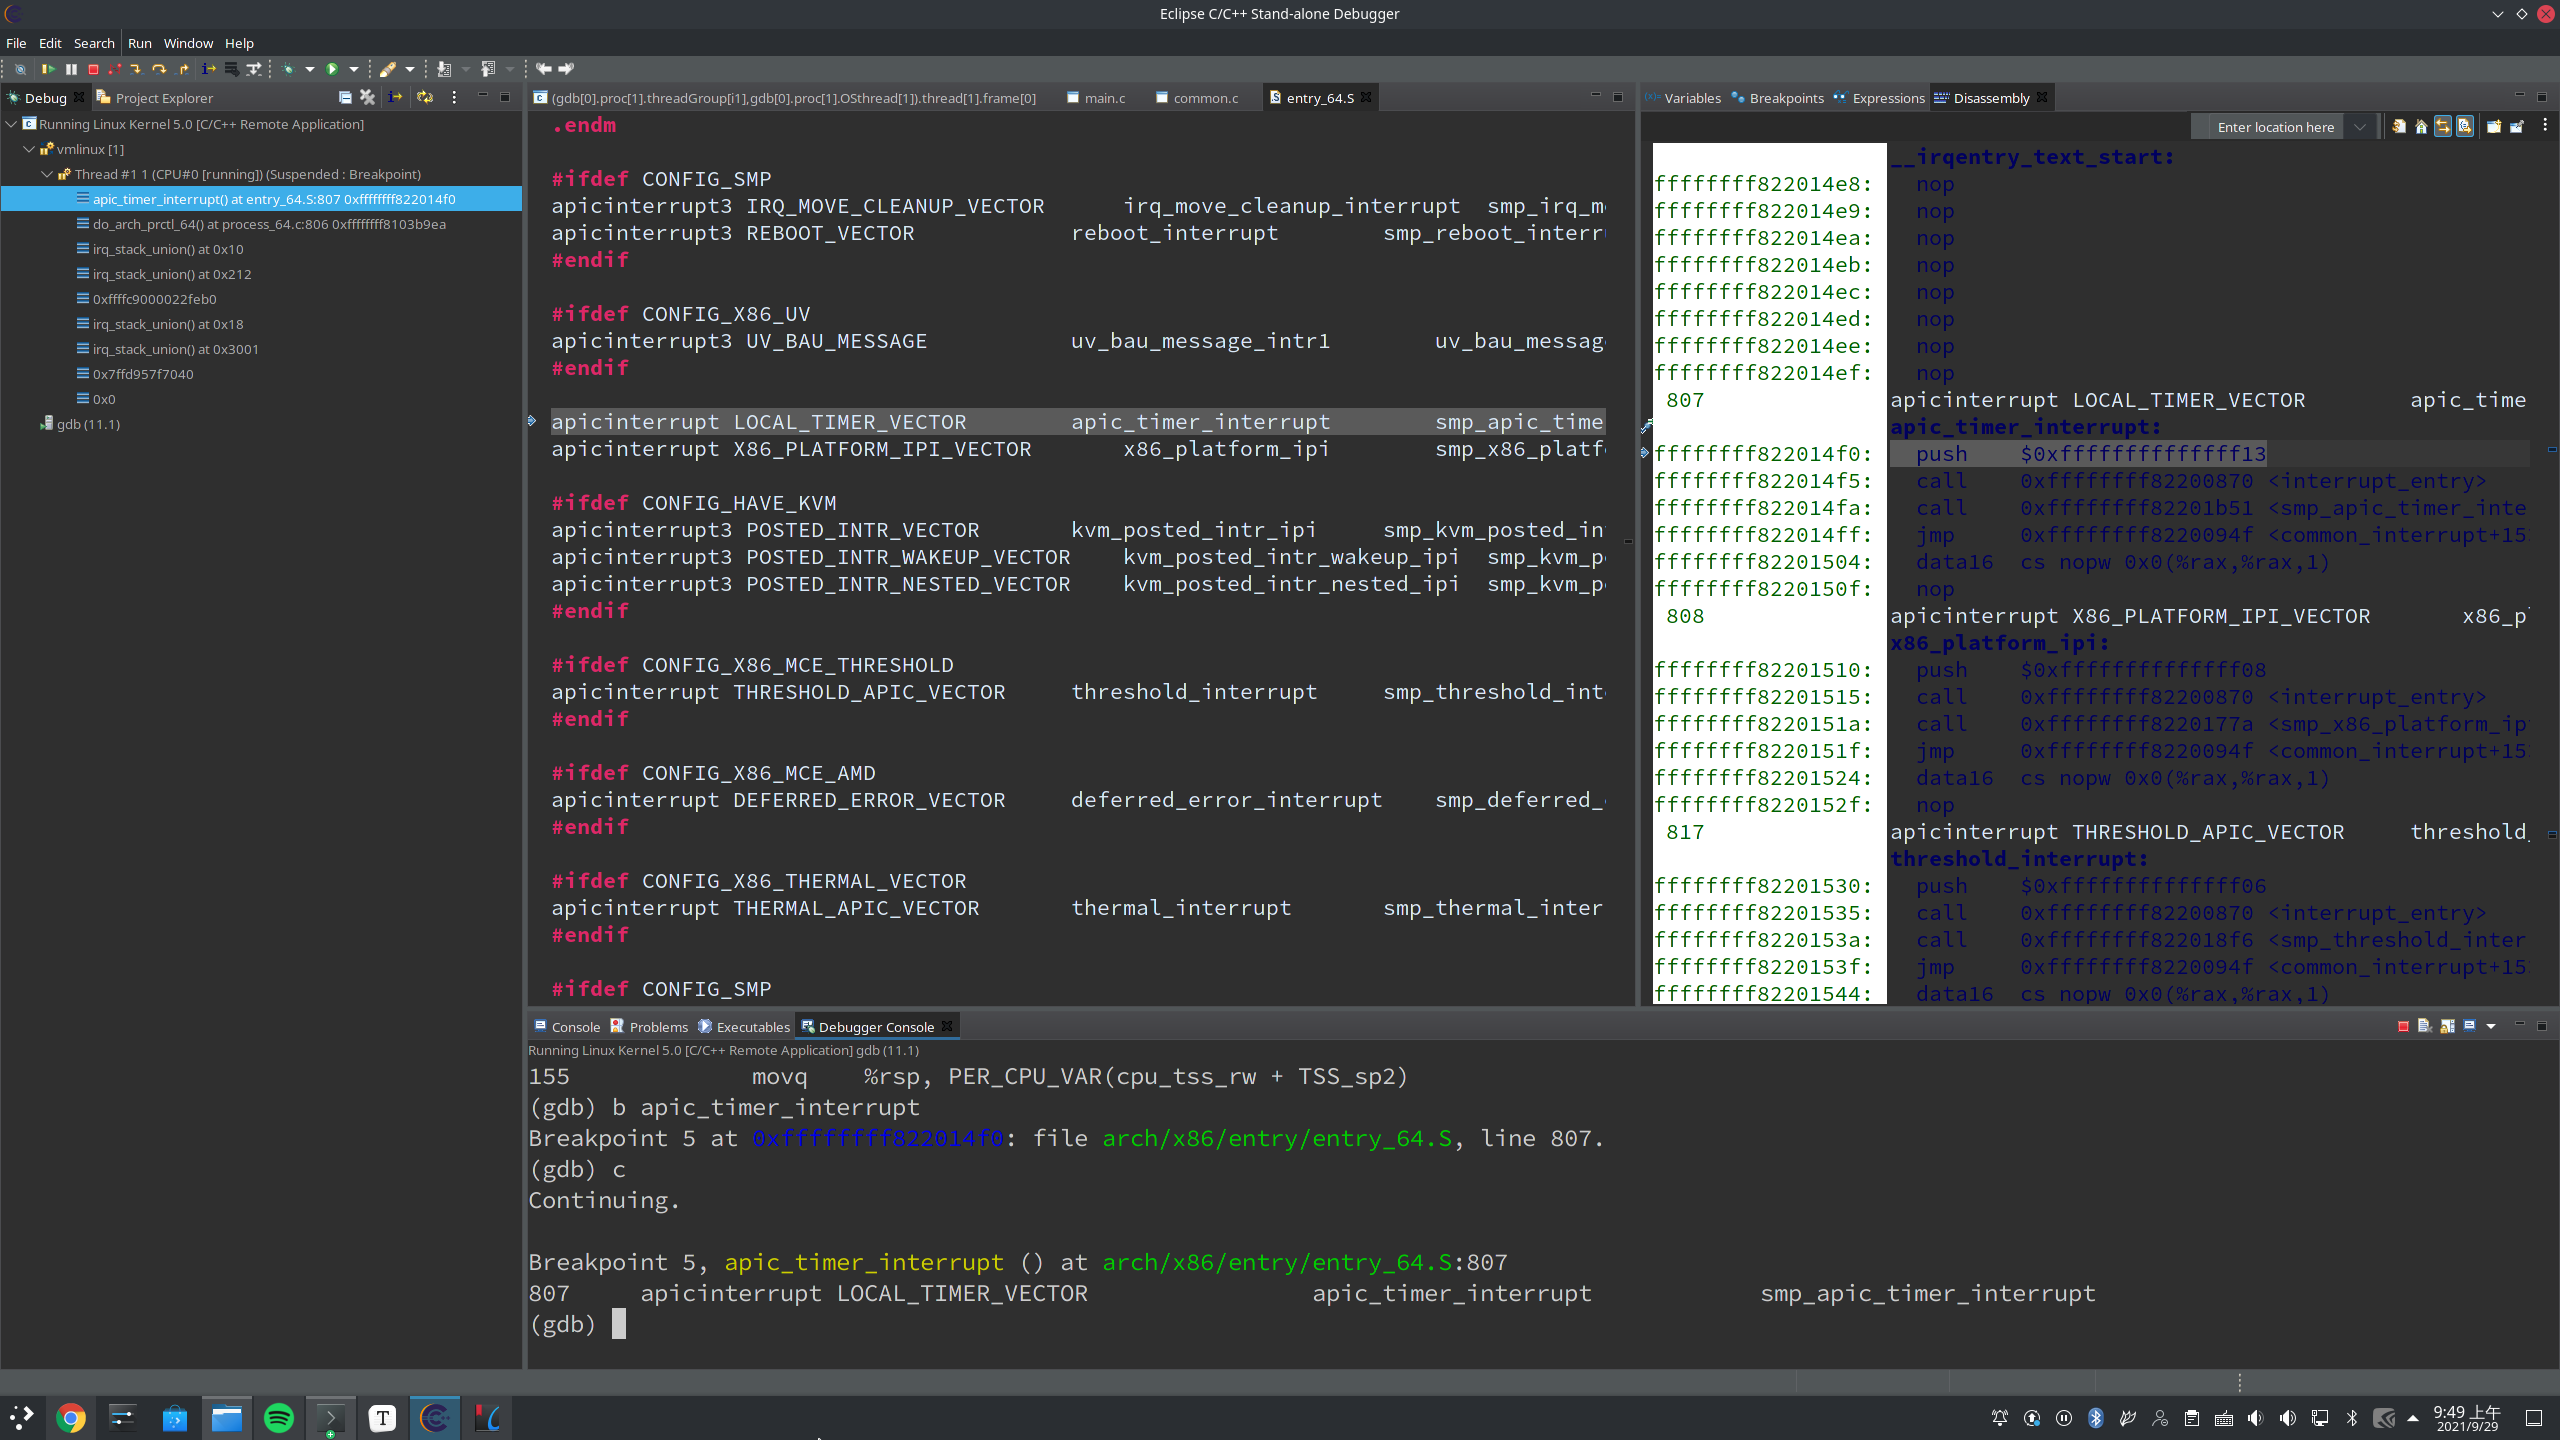 Eclipse C/C++ Stand-alone Debugger
File Edit Search Run Window Help
Debug Project Explorer
Running Linux Kernel 5.0 [C/C++ Remote Application]
vmlinux [1]
Thread #1 1 (CPU#0 [running]) (Suspended : Breakpoint)
apic_timer_interrupt() at entry_64.S:807 0xffffffff822014f0
do_arch_prctl_64() at process_64.c:806 0xffffffff8103b9ea
irq_stack_union() at 0x10
irq_stack_union() at 0x212
0xffffc9000022feb0
irq_stack_union() at 0x18
irq_stack_union() at 0x3001
0x7ffd957f7040
0x0
gdb (11.1)
(gdb[0].proc[1].threadGroup[i1],gdb[0].proc[1].OSthread[1]).thread[1].frame[0] main.c common.c entry_64.S
.endm
#ifdef CONFIG_SMP
apicinterrupt3 IRQ_MOVE_CLEANUP_VECTOR irq_move_cleanup_interrupt smp_irq_m
apicinterrupt3 REBOOT_VECTOR reboot_interrupt smp_reboot_interr
#endif
#ifdef CONFIG_X86_UV
apicinterrupt3 UV_BAU_MESSAGE uv_bau_message_intr1 uv_bau_messag
#endif
apicinterrupt LOCAL_TIMER_VECTOR apic_timer_interrupt smp_apic_time
apicinterrupt X86_PLATFORM_IPI_VECTOR x86_platform_ipi smp_x86_platf
#ifdef CONFIG_HAVE_KVM
apicinterrupt3 POSTED_INTR_VECTOR kvm_posted_intr_ipi smp_kvm_posted_in
apicinterrupt3 POSTED_INTR_WAKEUP_VECTOR kvm_posted_intr_wakeup_ipi smp_kvm_p
apicinterrupt3 POSTED_INTR_NESTED_VECTOR kvm_posted_intr_nested_ipi smp_kvm_p
#endif
#ifdef CONFIG_X86_MCE_THRESHOLD
apicinterrupt THRESHOLD_APIC_VECTOR threshold_interrupt smp_threshold_int
#endif
#ifdef CONFIG_X86_MCE_AMD
apicinterrupt DEFERRED_ERROR_VECTOR deferred_error_interrupt smp_deferred_
#endif
#ifdef CONFIG_X86_THERMAL_VECTOR
apicinterrupt THERMAL_APIC_VECTOR thermal_interrupt smp_thermal_inter
#endif
#ifdef CONFIG_SMP
Variables Breakpoints Expressions Disassembly
Enter location here
__irqentry_text_start:
ffffffff822014e8: nop
ffffffff822014e9: nop
ffffffff822014ea: nop
ffffffff822014eb: nop
ffffffff822014ec: nop
ffffffff822014ed: nop
ffffffff822014ee: nop
ffffffff822014ef: nop
807 apicinterrupt LOCAL_TIMER_VECTOR apic_time
apic_timer_interrupt:
ffffffff822014f0: push $0xffffffffffffff13
ffffffff822014f5: call 0xffffffff82200870 <interrupt_entry>
ffffffff822014fa: call 0xffffffff82201b51 <smp_apic_timer_inte
ffffffff822014ff: jmp 0xffffffff8220094f <common_interrupt+15
ffffffff82201504: data16 cs nopw 0x0(%rax,%rax,1)
ffffffff8220150f: nop
808 apicinterrupt X86_PLATFORM_IPI_VECTOR x86_p
x86_platform_ipi:
ffffffff82201510: push $0xffffffffffffff08
ffffffff82201515: call 0xffffffff82200870 <interrupt_entry>
ffffffff8220151a: call 0xffffffff8220177a <smp_x86_platform_ip
ffffffff8220151f: jmp 0xffffffff8220094f <common_interrupt+15
ffffffff82201524: data16 cs nopw 0x0(%rax,%rax,1)
ffffffff8220152f: nop
817 apicinterrupt THRESHOLD_APIC_VECTOR threshold_
threshold_interrupt:
ffffffff82201530: push $0xffffffffffffff06
ffffffff82201535: call 0xffffffff82200870 <interrupt_entry>
ffffffff8220153a: call 0xffffffff822018f6 <smp_threshold_inter
ffffffff8220153f: jmp 0xffffffff8220094f <common_interrupt+15
ffffffff82201544: data16 cs nopw 0x0(%rax,%rax,1)
Console Problems Executables Debugger Console
Running Linux Kernel 5.0 [C/C++ Remote Application] gdb (11.1)
155 movq %rsp, PER_CPU_VAR(cpu_tss_rw + TSS_sp2)
(gdb) b apic_timer_interrupt
Breakpoint 5 at 0xffffffff822014f0: file arch/x86/entry/entry_64.S, line 807.
(gdb) c
Continuing.
Breakpoint 5, apic_timer_interrupt () at arch/x86/entry/entry_64.S:807
807 apicinterrupt LOCAL_TIMER_VECTOR apic_timer_interrupt smp_apic_timer_interrupt
(gdb)
9:49 上午
2021/9/29